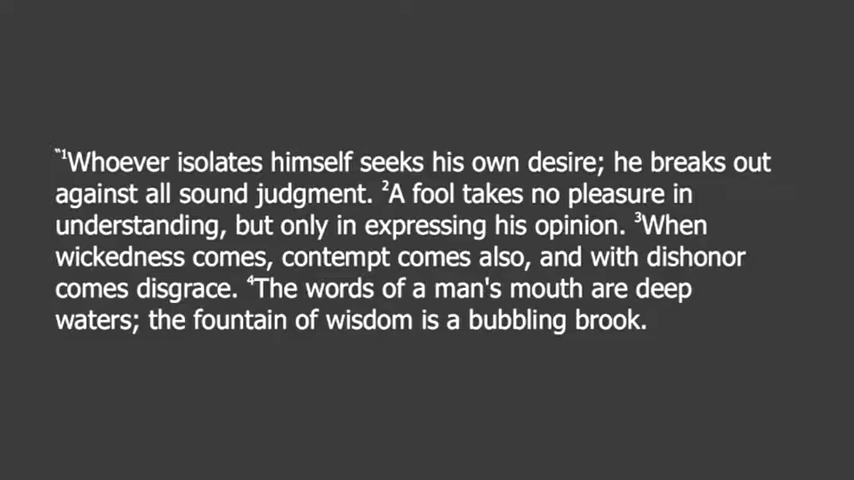 "¹Whoever isolates himself seeks his own desire; he breaks out
against all sound judgment. ²A fool takes no pleasure in
understanding, but only in expressing his opinion. ³When
wickedness comes, contempt comes also, and with dishonor
comes disgrace. ⁴The words of a man's mouth are deep
waters; the fountain of wisdom is a bubbling brook.